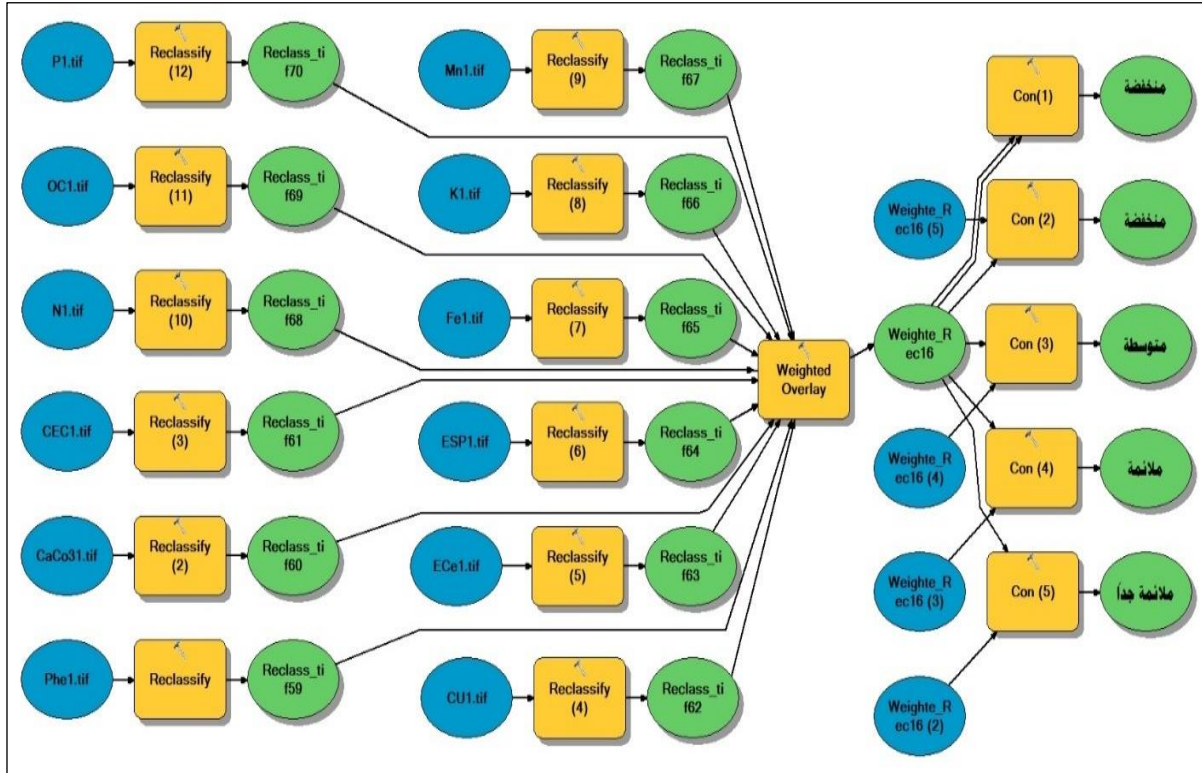 P1.tif
Reclassify
(12)
Reclass_ti
f70
OC1.tif
Reclassify
(11)
Reclass_ti
f69
N1.tif
Reclassify
(10)
Reclass_ti
f68
CEC1.tif
Reclassify
(3)
Reclass_ti
f61
CaCo31.tif
Reclassify
(2)
Reclass_ti
f60
Phe1.tif
Reclassify
Reclass_ti
f59
Mn1.tif
Reclassify
(9)
Reclass_ti
f67
K1.tif
Reclassify
(8)
Reclass_ti
f66
Fe1.tif
Reclassify
(7)
Reclass_ti
f65
ESP1.tif
Reclassify
(6)
Reclass_ti
f64
ECe1.tif
Reclassify
(5)
Reclass_ti
f63
CU1.tif
Reclassify
(4)
Reclass_ti
f62
Weighted
Overlay
Weighte_R
ec16
Con(1)
منخفضة
Weighte_R
ec16 (5)
Con (2)
منخفضة
Con (3)
متوسطة
Weighte_R
ec16 (4)
Con (4)
ملائمة
Weighte_R
ec16 (3)
Con (5)
ملائمة جداً
Weighte_R
ec16 (2)